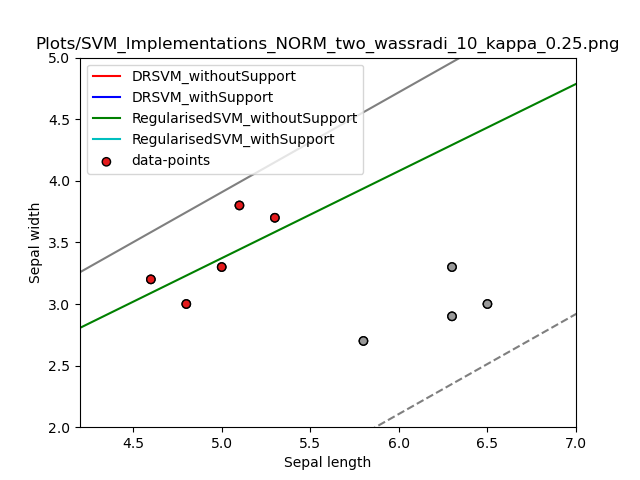 Plots/SVM_Implementations_NORM_two_wassradi_10_kappa_0.25.png
DRSVM_withoutSupport
DRSVM_withSupport
RegularisedSVM_withoutSupport
RegularisedSVM_withSupport
data-points
5.0
4.5
4.0
3.5
3.0
2.5
2.0
Sepal width
4.5 5.0 5.5 6.0 6.5 7.0
Sepal length